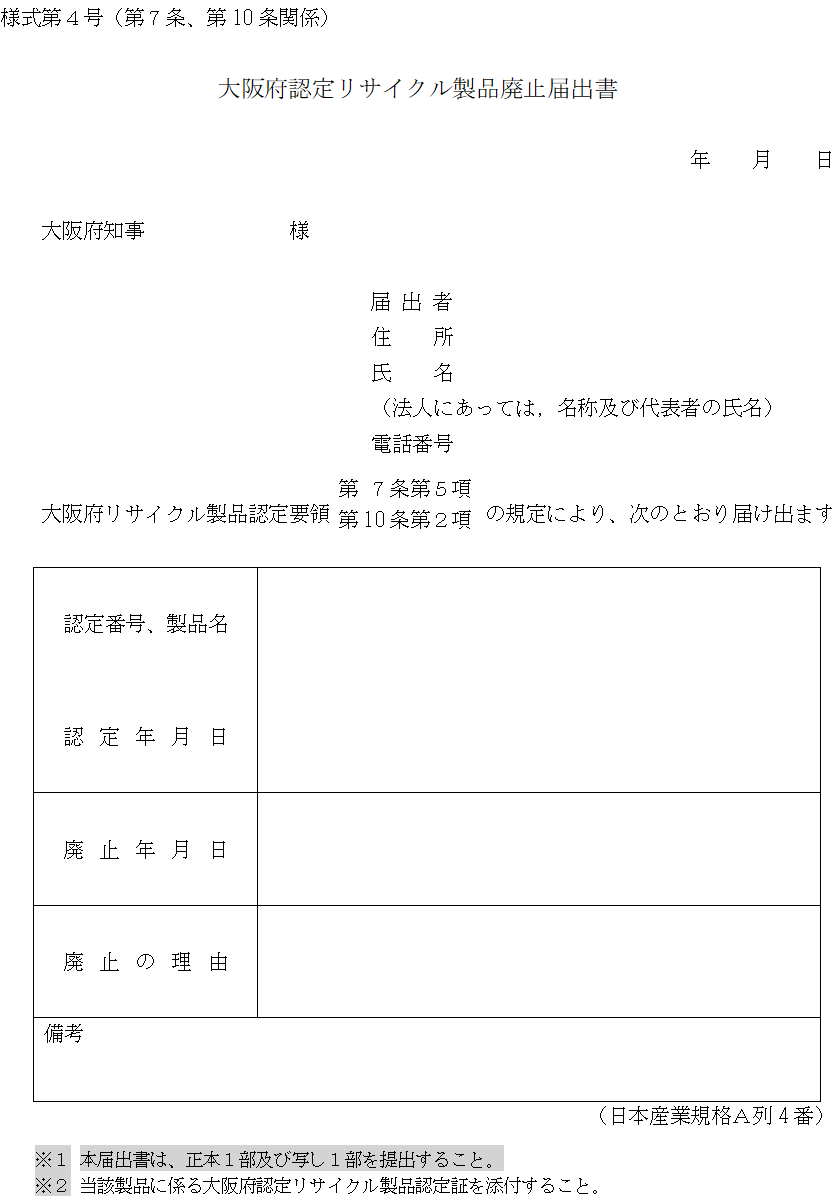 様式第４号（第７条、第10条関係）
大阪府認定リサイクル製品廃止届出書
年　　月　　日
大阪府知事　　　　　　　様
届 出 者
住　　所
氏　　名
（法人にあっては，名称及び代表者の氏名）
電話番号
第　７条第５項
大阪府リサイクル製品認定要領　の規定により、次のとおり届け出ます
第10条第２項
認定番号、製品名
認 定 年 月 日
廃 止 年 月 日
廃 止 の 理 由
備考
（日本産業規格Ａ列４番）
※１ 本届出書は、正本１部及び写し１部を提出すること。
※２ 当該製品に係る大阪府認定リサイクル製品認定証を添付すること。